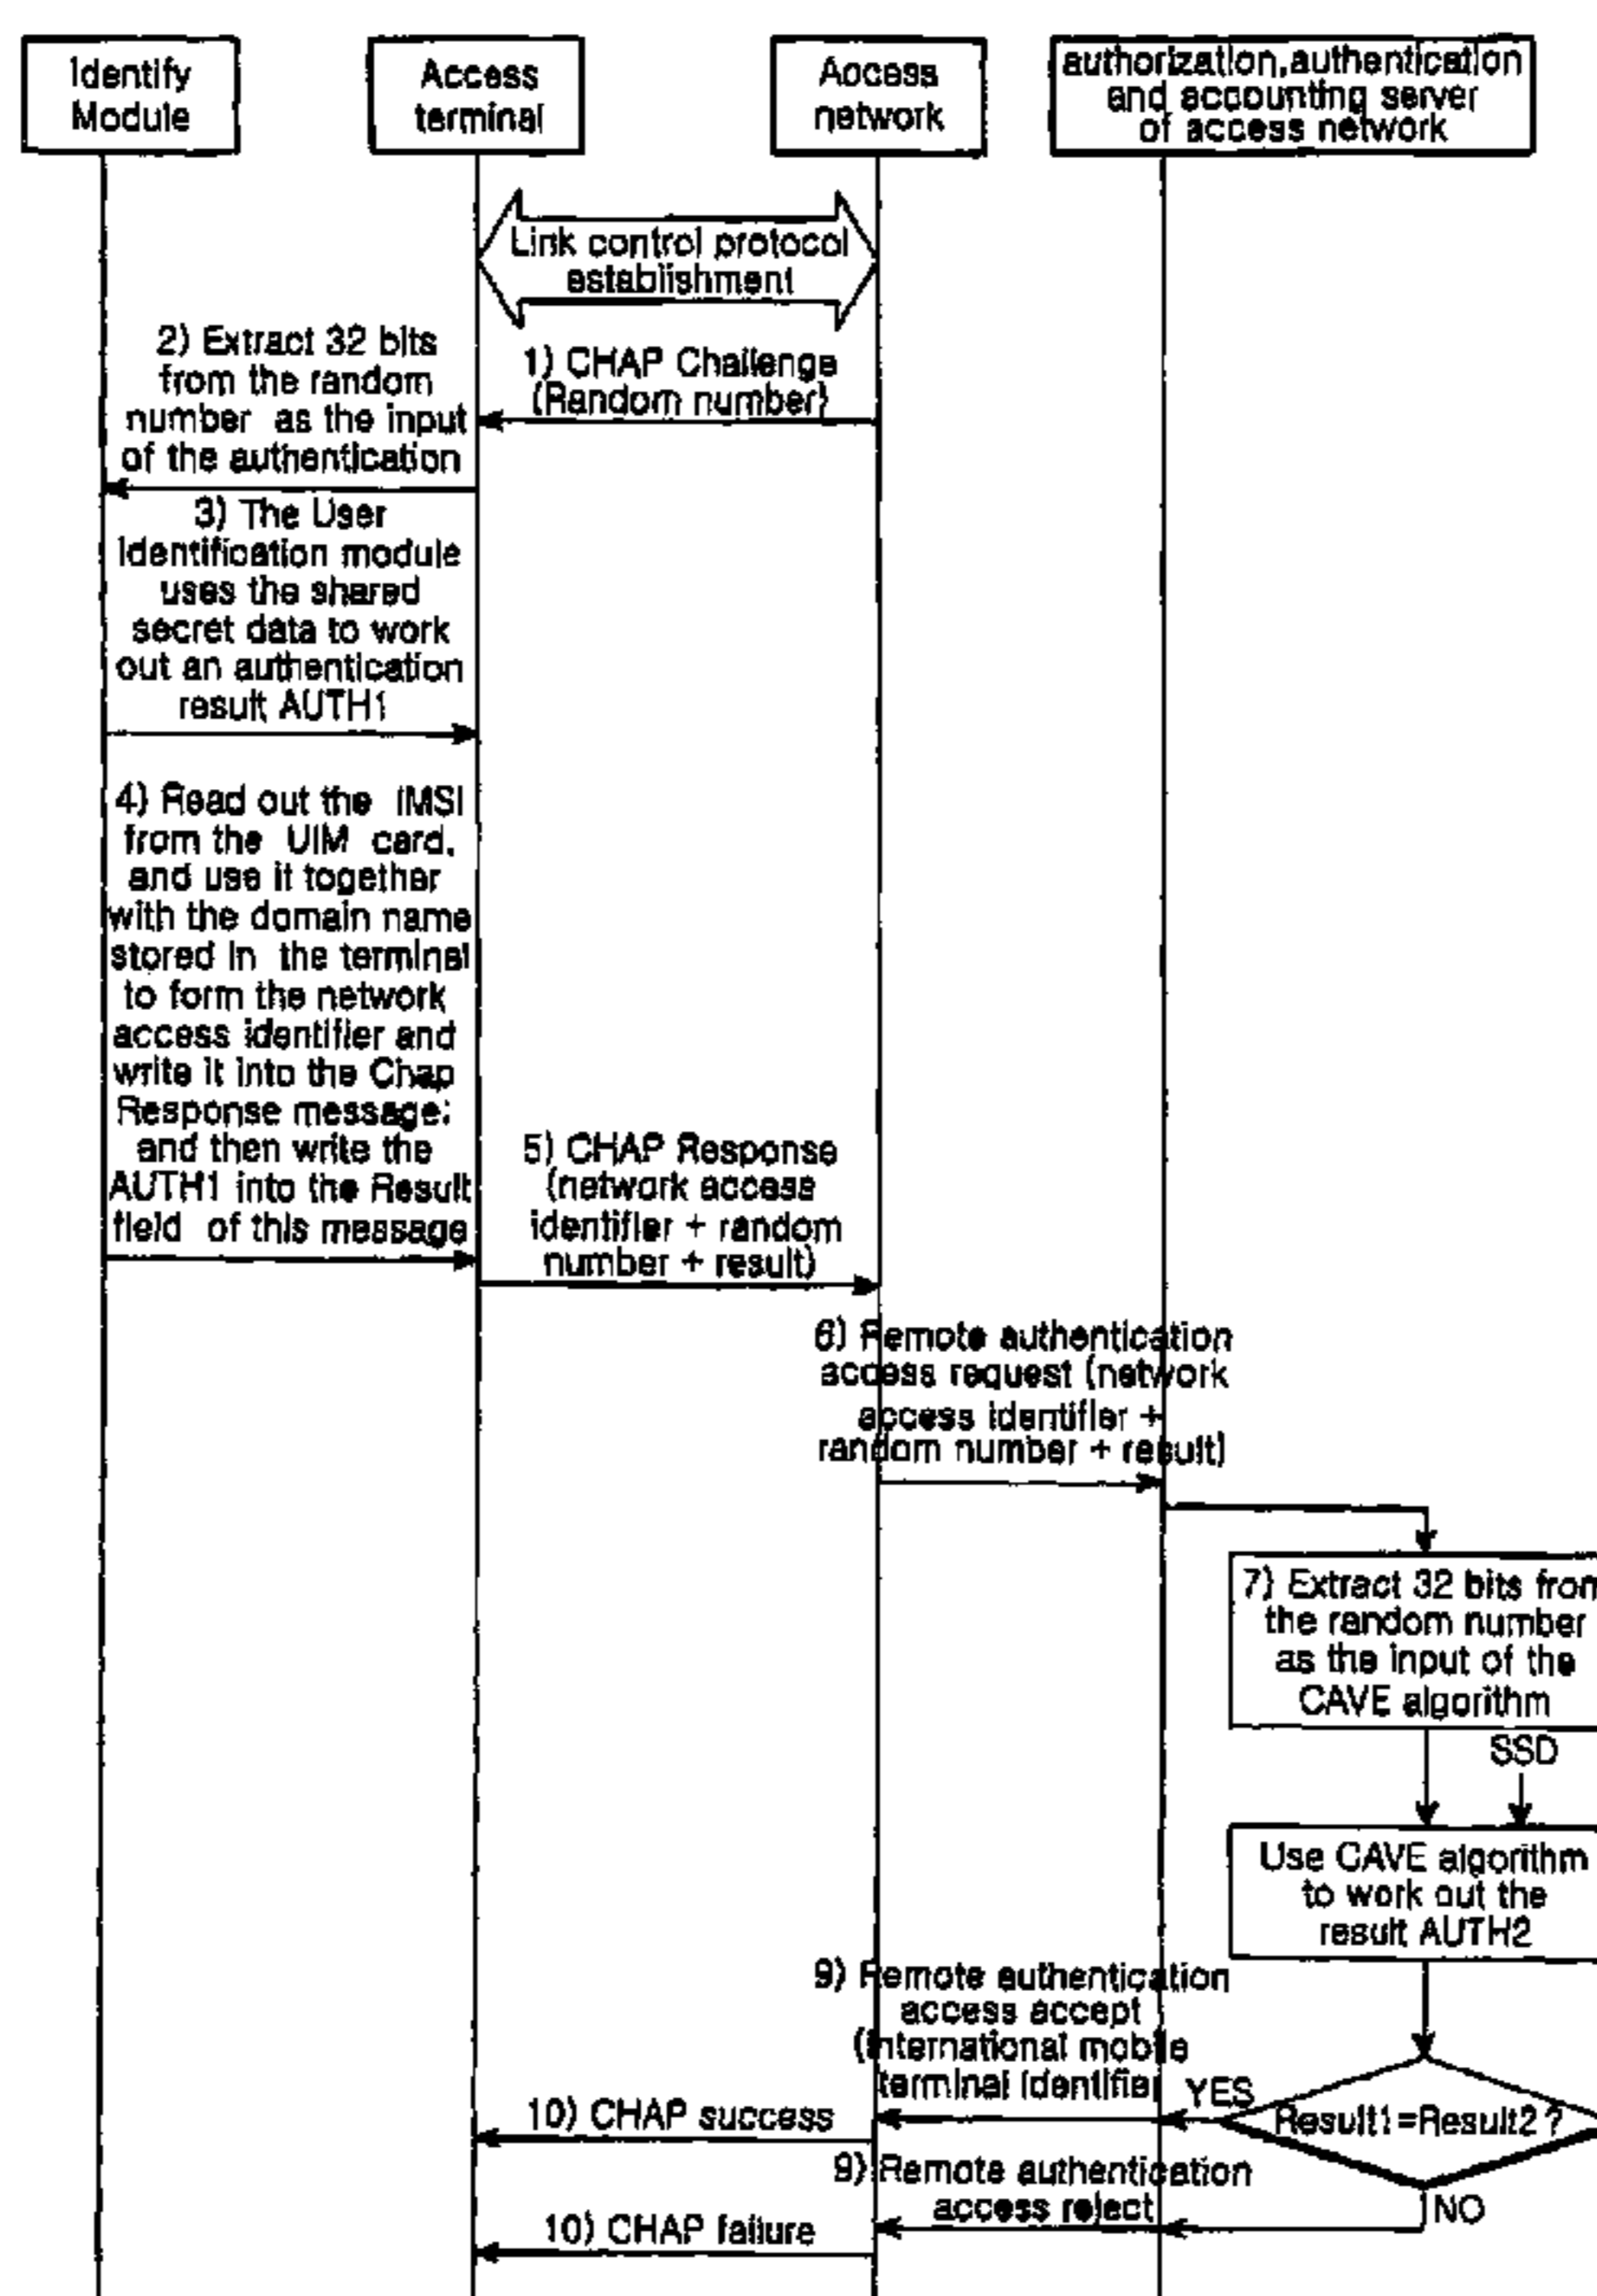 Identify
Module
Access
terminal
Access
network
authorization,authentication
and accounting server
of access network
Link control protocol
establishment
1) CHAP Challenge
(Random number)
2) Extract 32 bits
from the random
number as the input
of the authentication
3) The User
Identification module
uses the shared
secret data to work
out an authentication
result AUTH1
4) Read out the IMSI
from the UIM card,
and use it together
with the domain name
stored in the terminal
to form the network
access identifier and
write it into the Chap
Response message;
and then write the
AUTH1 into the Result
field of this message
5) CHAP Response
(network access
identifier + random
number + result)
6) Remote authentication
access request (network
access identifier +
random number + result)
7) Extract 32 bits from
the random number
as the input of the
CAVE algorithm
SSD
Use CAVE algorithm
to work out the
result AUTH2
9) Remote authentication
access accept
(International mobile
terminal identifier
YES
Result1=Result2?
10) CHAP success
9) Remote authentication
access reject
NO
10) CHAP failure